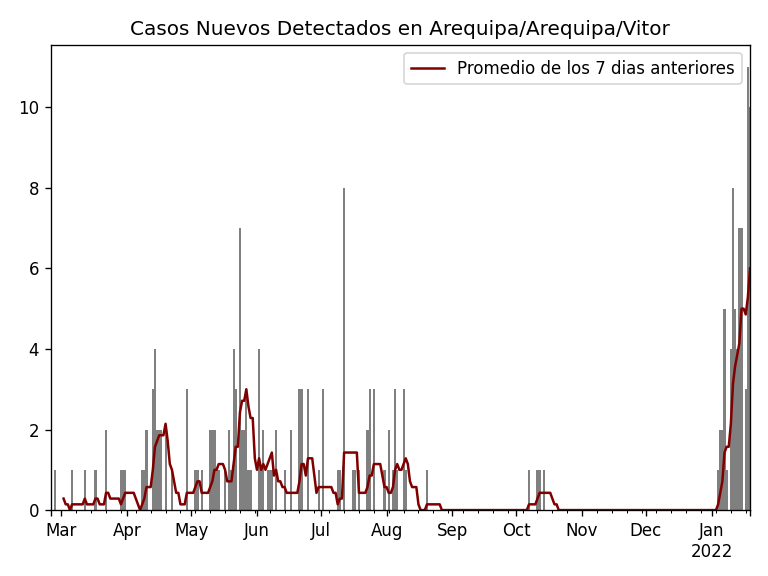 Casos Nuevos Detectados en Arequipa/Arequipa/Vitor
Promedio de los 7 dias anteriores
10
8
6
4
2
0
Mar Apr May Jun Jul Aug Sep Oct Nov Dec Jan
2022